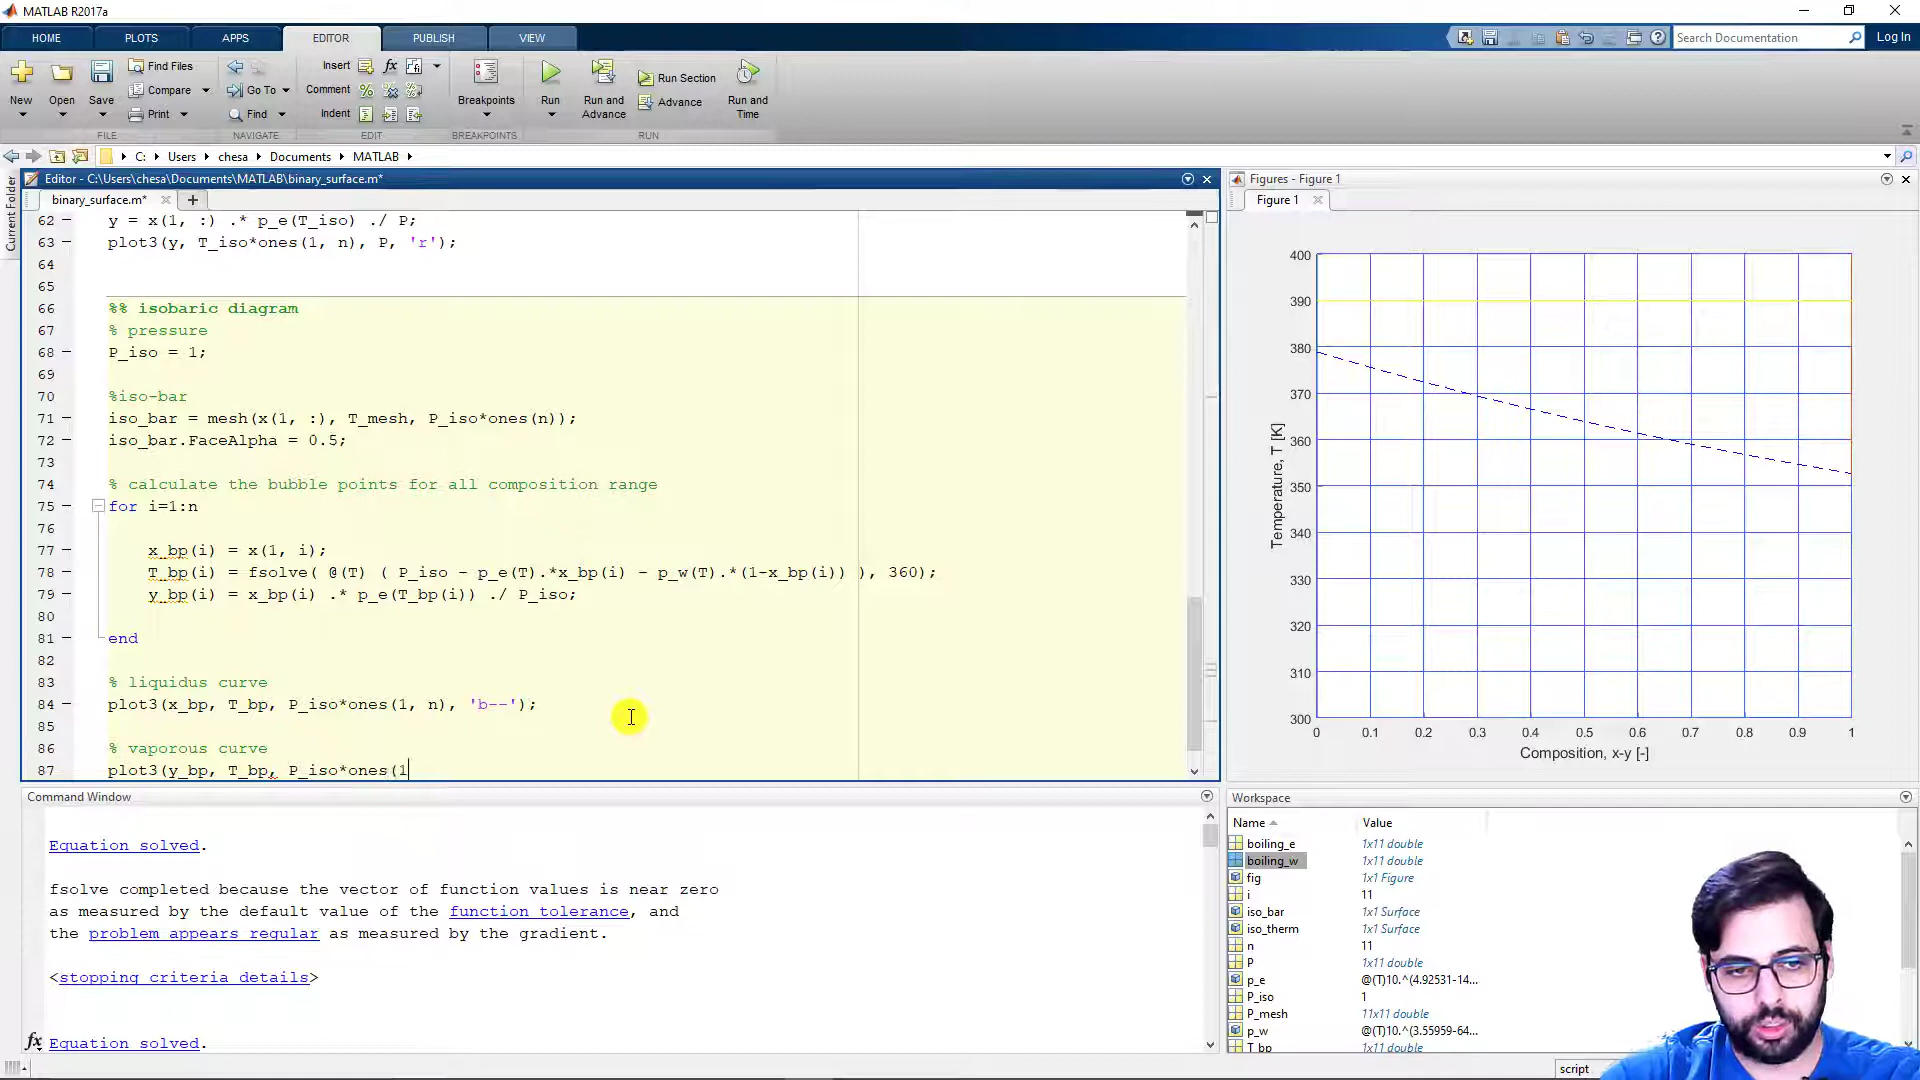 MATLAB R2017a
HOME PLOTS APPS EDITOR PUBLISH VIEW
Search Documentation
Log In
New Open Save
Find Files
Compare
Print
FILE
Go To
Find
NAVIGATE
Insert fx
Comment
Indent
EDIT
Breakpoints
BREAKPOINTS
Run
Run and Advance
Run Section
Advance
Run and Time
RUN
C: Users chesa Documents MATLAB
Current Folder
Editor - C:\Users\chesa\Documents\MATLAB\binary_surface.m*
binary_surface.m*
62 y = x(1, :) .* p_e(T_iso) ./ P;
63 plot3(y, T_iso*ones(1, n), P, 'r');
64
65
66 %% isobaric diagram
67 % pressure
68 P_iso = 1;
69
70 %iso-bar
71 iso_bar = mesh(x(1, :), T_mesh, P_iso*ones(n));
72 iso_bar.FaceAlpha = 0.5;
73
74 % calculate the bubble points for all composition range
75 for i=1:n
76
77 x_bp(i) = x(1, i);
78 T_bp(i) = fsolve( @(T) ( P_iso - p_e(T).*x_bp(i) - p_w(T).*(1-x_bp(i)) ), 360);
79 y_bp(i) = x_bp(i) .* p_e(T_bp(i)) ./ P_iso;
80
81 end
82
83 % liquidus curve
84 plot3(x_bp, T_bp, P_iso*ones(1, n), 'b--');
85
86 % vaporous curve
87 plot3(y_bp, T_bp, P_iso*ones(1
Command Window
Equation solved.
fsolve completed because the vector of function values is near zero
as measured by the default value of the function tolerance, and
the problem appears regular as measured by the gradient.
<stopping criteria details>
fx Equation solved.
Figures - Figure 1
Figure 1
400
390
380
370
360
350
340
330
320
310
300
Temperature, T [K]
0 0.1 0.2 0.3 0.4 0.5 0.6 0.7 0.8 0.9 1
Composition, x-y [-]
Workspace
Name Value
boiling_e 1x11 double
boiling_w 1x11 double
fig 1x1 Figure
i 11
iso_bar 1x1 Surface
iso_therm 1x1 Surface
n 11
P 1x11 double
p_e @(T)10.^(4.92531-14...
P_iso 1
P_mesh 11x11 double
p_w @(T)10.^(3.55959-64...
T_bp 1x11 double
script